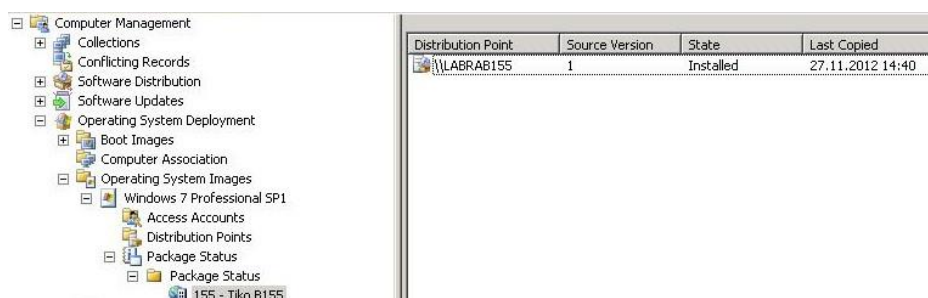 Computer Management
Collections
Conflicting Records
Software Distribution
Software Updates
Operating System Deployment
Boot Images
Computer Association
Operating System Images
Windows 7 Professional SP1
Access Accounts
Distribution Points
Package Status
Package Status
155 - Tiko B155
Distribution Point Source Version State Last Copied
\\LABRAB155 1 Installed 27.11.2012 14:40